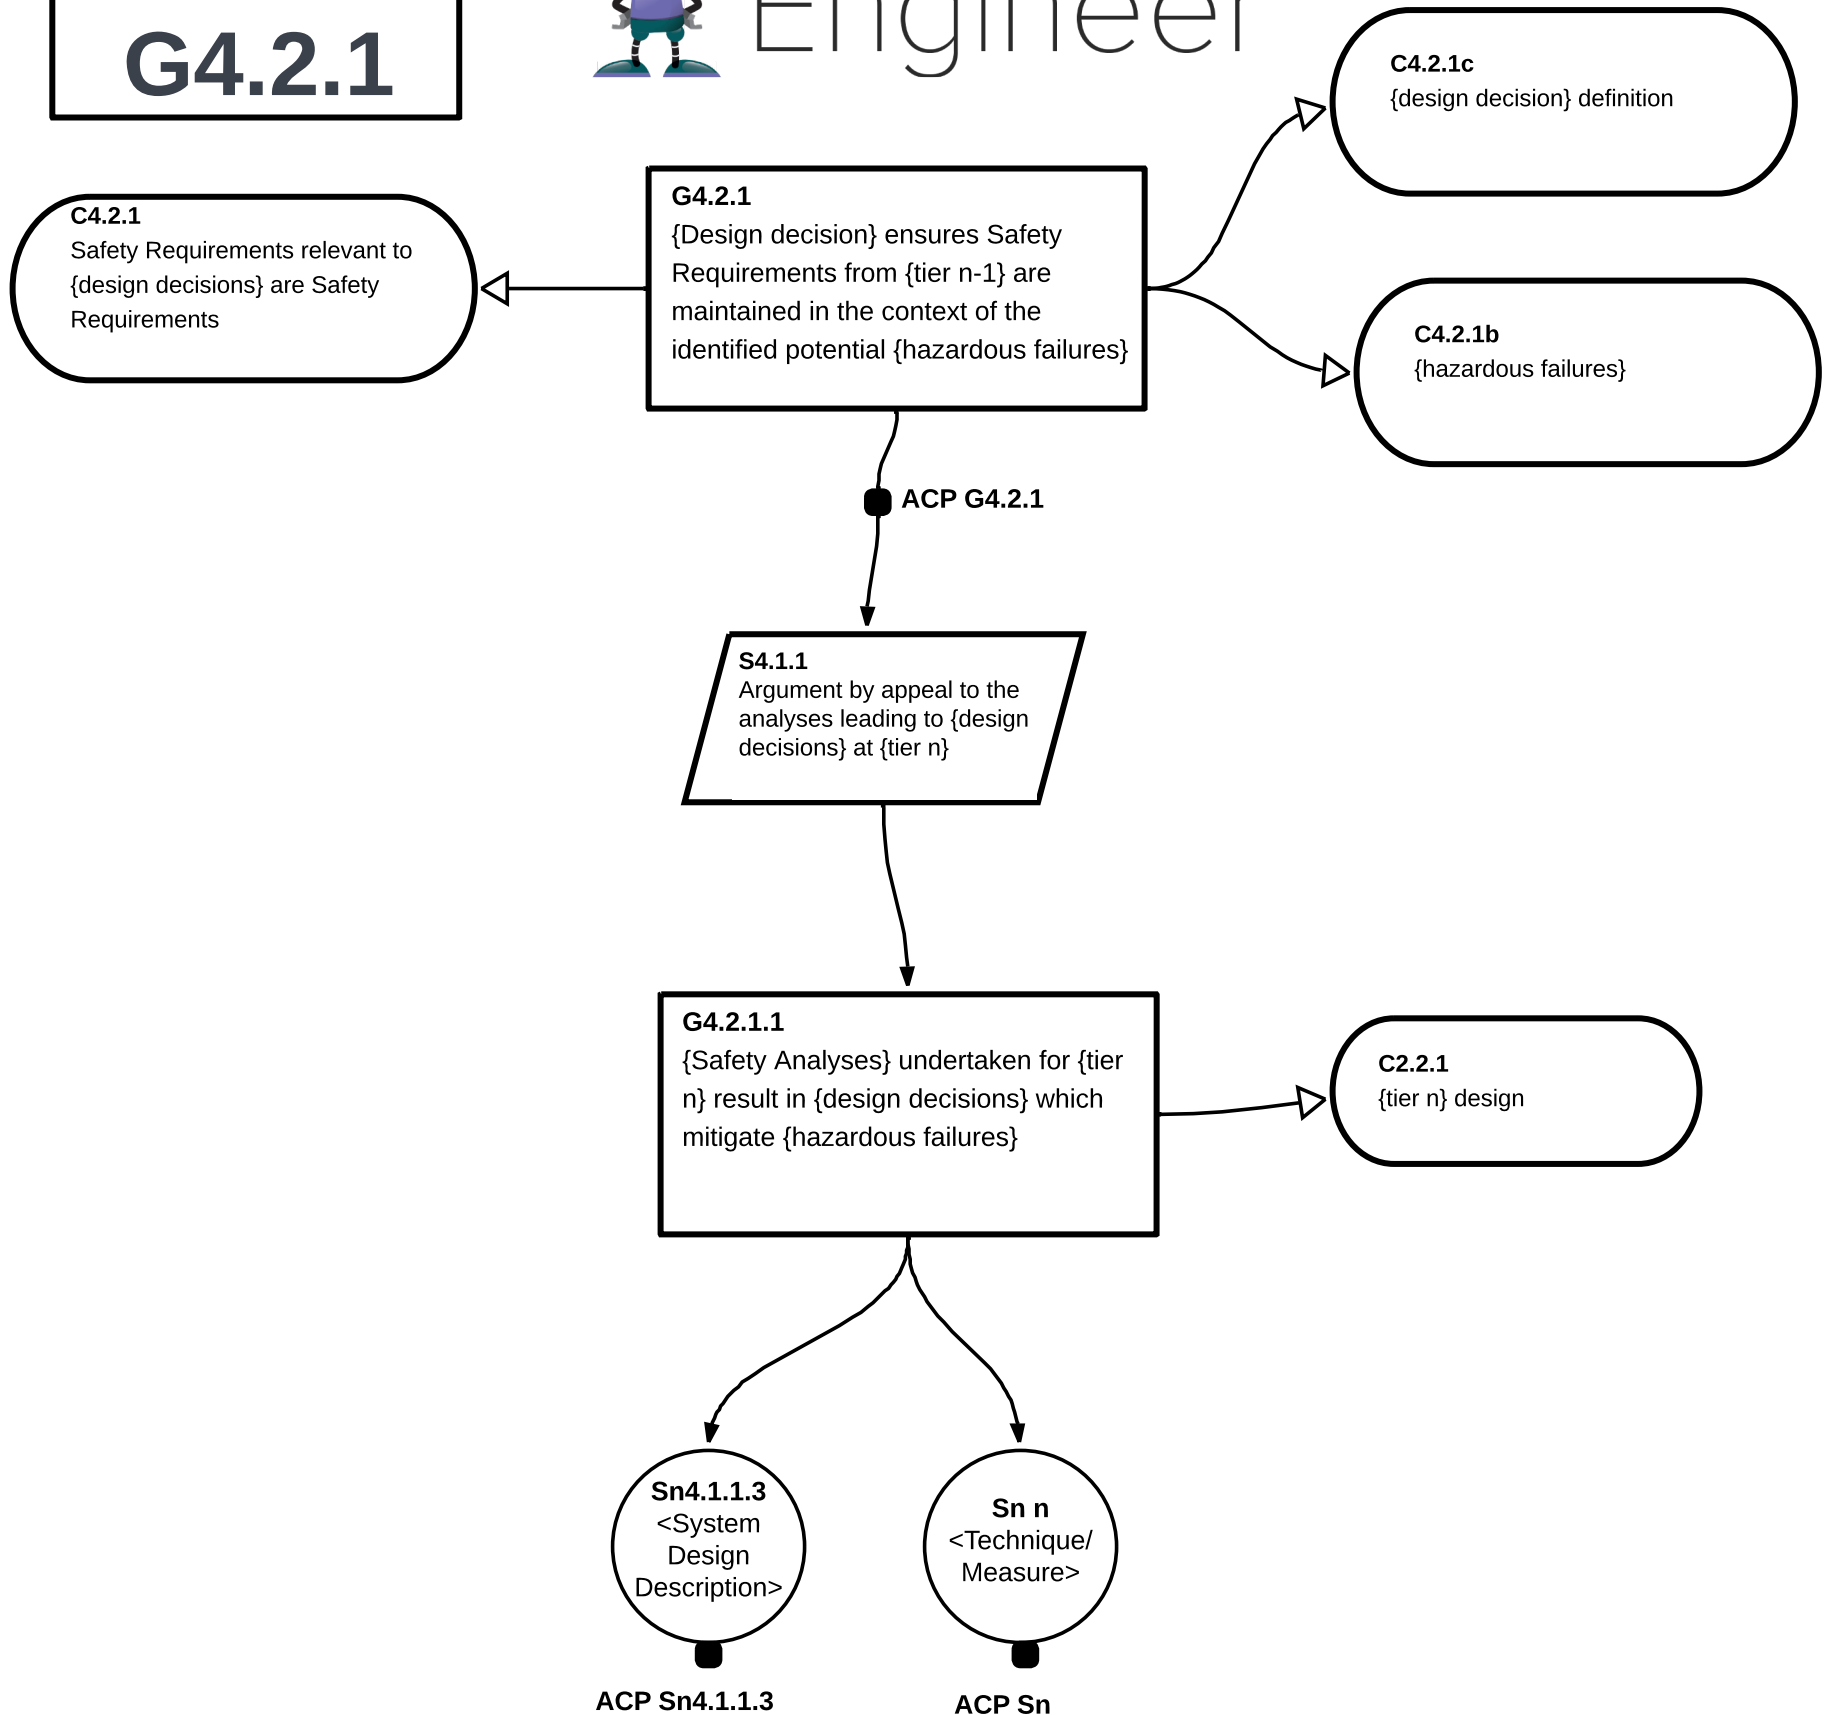 G4.2.1
Engineer
C4.2.1c
{design decision} definition
G4.2.1
{Design decision} ensures Safety
Requirements from {tier n-1} are
maintained in the context of the
identified potential {hazardous failures}
C4.2.1
Safety Requirements relevant to
{design decisions} are Safety
Requirements
C4.2.1b
{hazardous failures}
ACP G4.2.1
S4.1.1
Argument by appeal to the
analyses leading to {design
decisions} at {tier n}
G4.2.1.1
{Safety Analyses} undertaken for {tier
n} result in {design decisions} which
mitigate {hazardous failures}
C2.2.1
{tier n} design
Sn4.1.1.3
<System
Design
Description>
Sn n
<Technique/
Measure>
ACP Sn4.1.1.3
ACP Sn